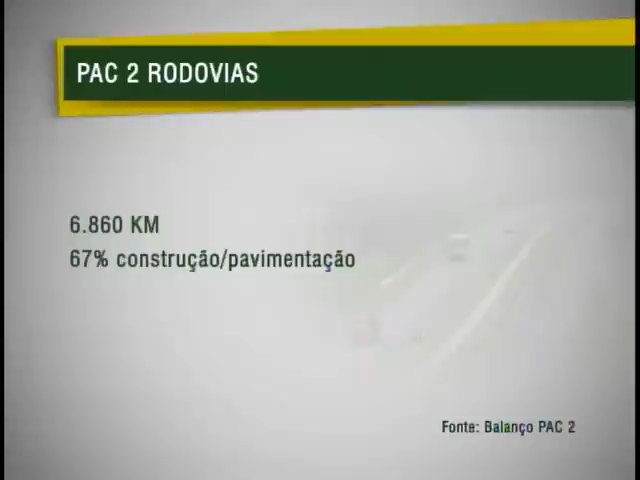 PAC 2 RODOVIAS
6.860 KM
67% construção/pavimentação
Fonte: Balanço PAC 2